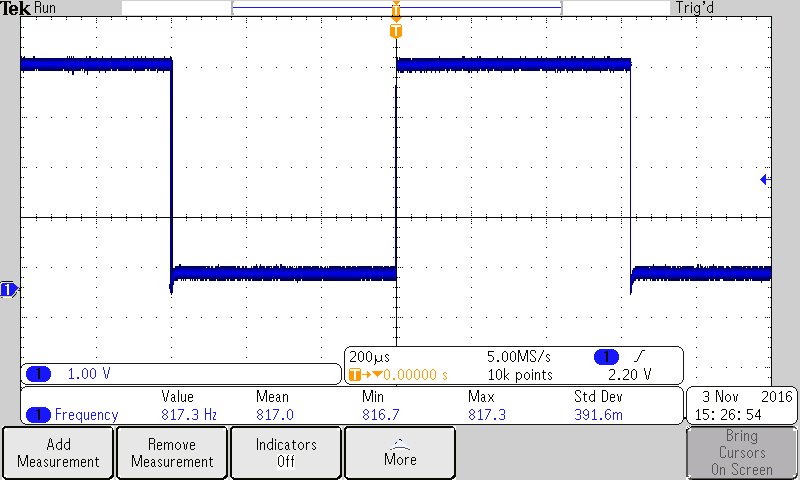 Tek Run Trig'd
T
T
1
1 1.00 V
200µs 5.00MS/s 1
T→▼0.00000 s 10k points 2.20 V
Value Mean Min Max Std Dev
1 Frequency 817.3 Hz 817.0 816.7 817.3 391.6m
3 Nov 2016
15:26:54
Add
Measurement
Remove
Measurement
Indicators
Off
More
Bring
Cursors
On Screen